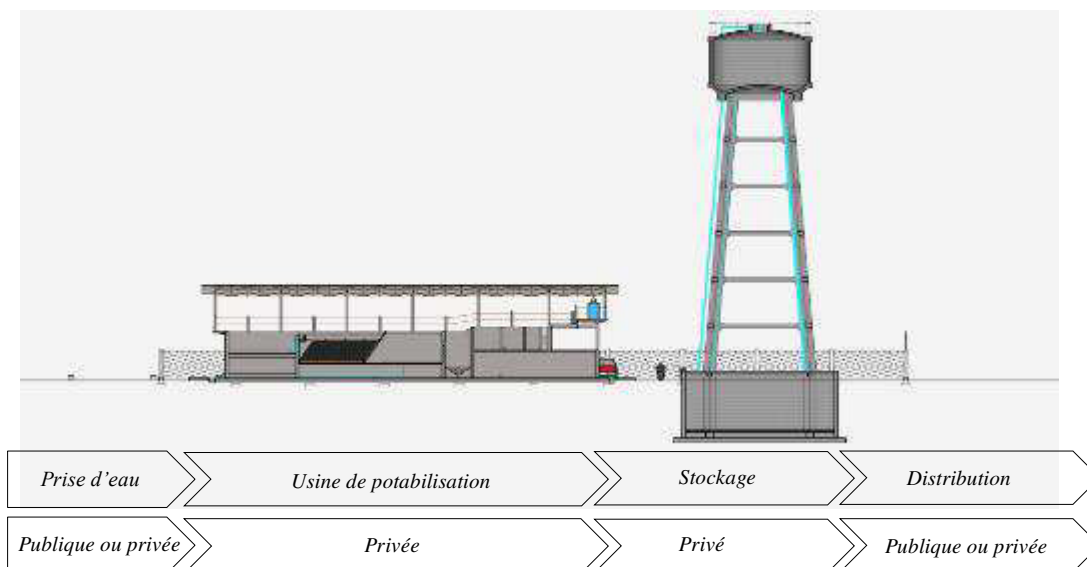 Prise d’eau
Usine de potabilisation
Stockage
Distribution
Publique ou privée
Privée
Privé
Publique ou privée